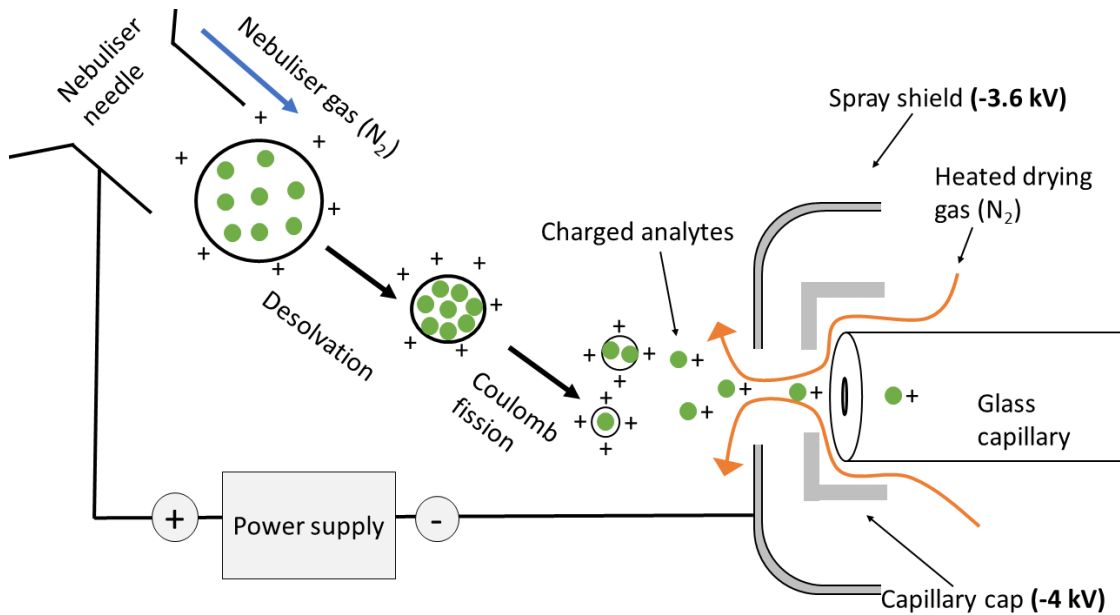 Nebuliser
needle
Nebuliser gas (N₂)
+
+
+
+
+
+
+
Desolvation
+
+
+
+
+
+
+
Coulomb
fission
+
+
+
+
+
+
+
+
Charged analytes
+
+
+
+
+
Spray shield (-3.6 kV)
Heated drying
gas (N₂)
Glass
capillary
+
Power supply
-
Capillary cap (-4 kV)